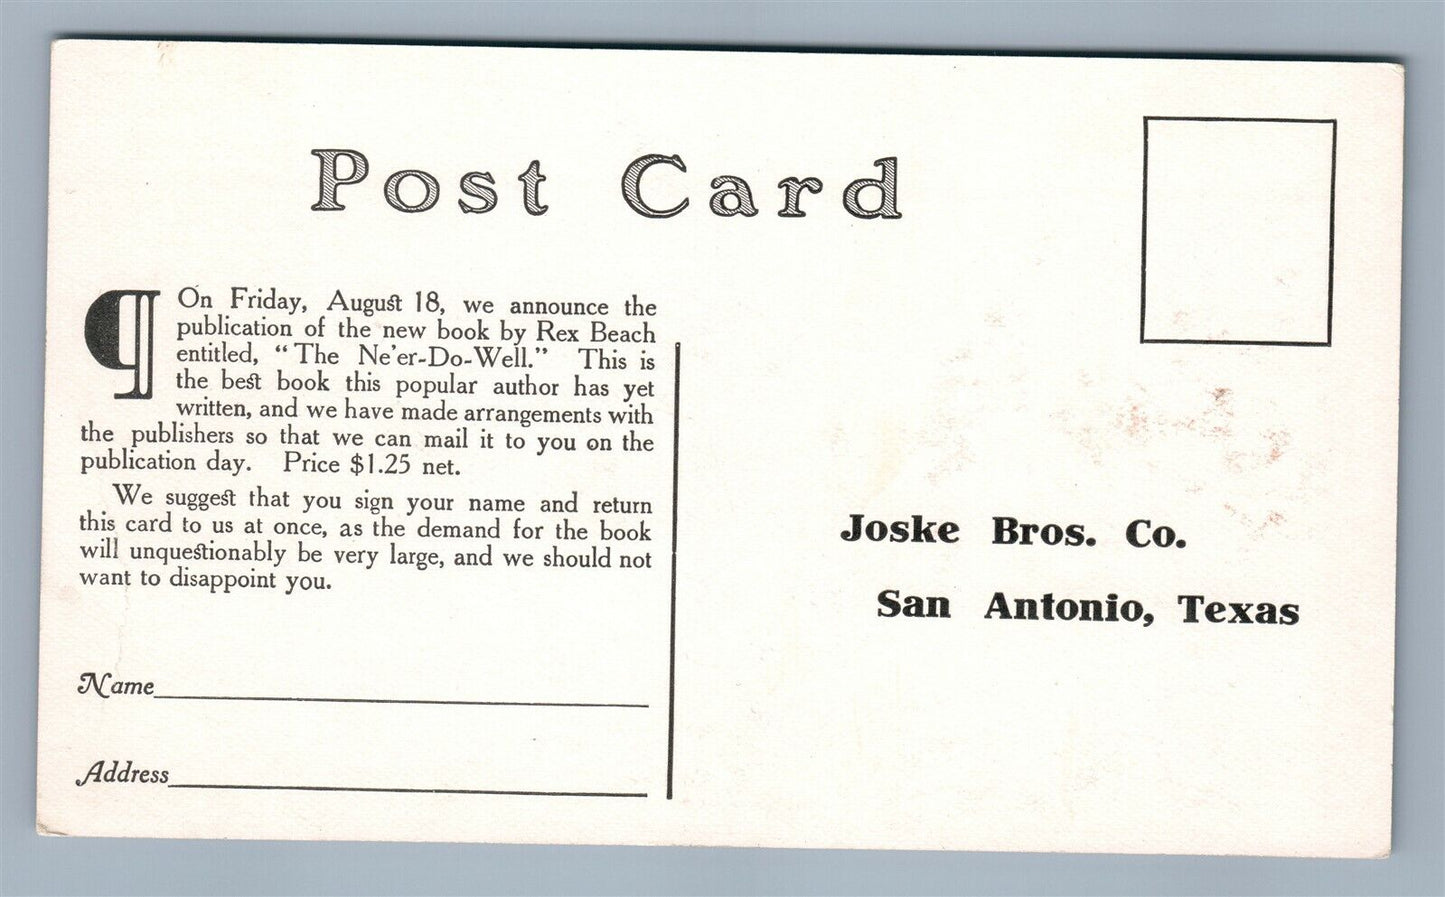 Post Card
¶ On Friday, August 18, we announce the
publication of the new book by Rex Beach
entitled, “The Ne’er-Do-Well.” This is
the best book this popular author has yet
written, and we have made arrangements with
the publishers so that we can mail it to you on the
publication day. Price $1.25 net.
We suggest that you sign your name and return
this card to us at once, as the demand for the book
will unquestionably be very large, and we should not
want to disappoint you.
Name
Address
Joske Bros. Co.
San Antonio, Texas